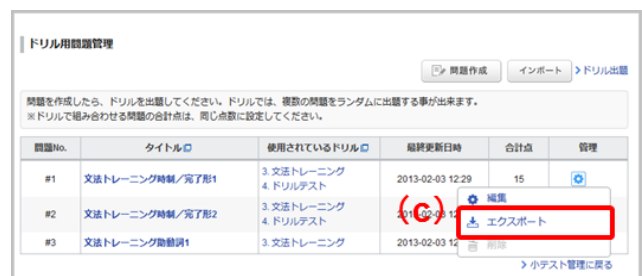 ドリル用問題管理
問題作成 インポート >ドリル出題
問題を作成したら、ドリルを出題してください。ドリルでは、複数の問題をランダムに出題する事が出来ます。
※ドリルで組み合わせる問題の合計点は、同じ点数に設定してください。
問題No. タイトル 使用されているドリル 最終更新日時 合計点 管理
#1 文法トレーニング時制/完了形1 3. 文法トレーニング 2013-02-03 12:29 15
4. ドリルテスト
編集
#2 文法トレーニング時制/完了形2 3. 文法トレーニング 2013-02-03 12 (c) エクスポート
4. ドリルテスト
#3 文法トレーニング助動詞1 3. 文法トレーニング 2013-02-03 12 削除
>小テスト管理に戻る